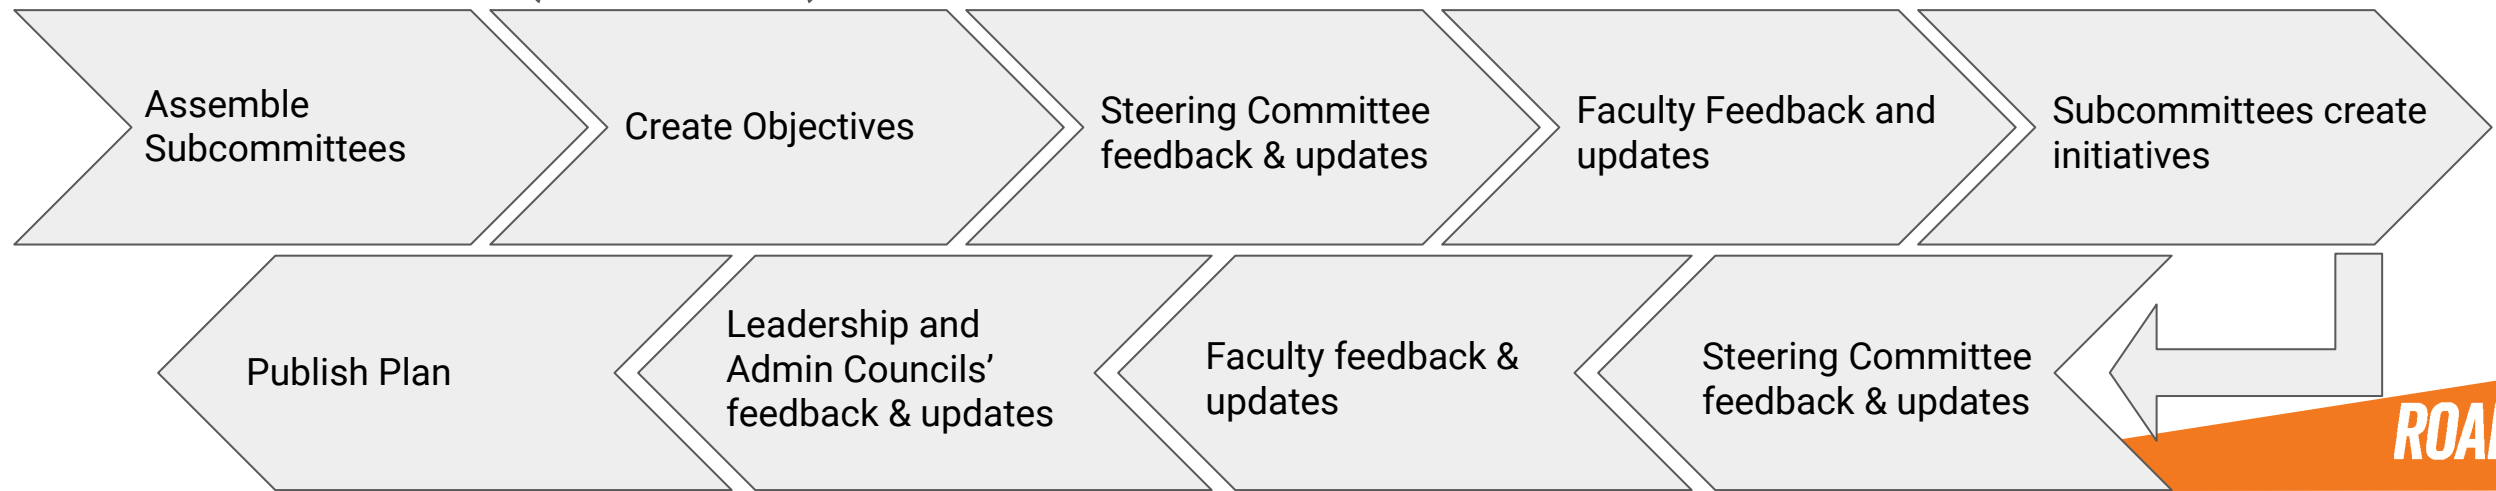 Assemble
Subcommittees
Create Objectives
Steering Committee
feedback & updates
Faculty Feedback and
updates
Subcommittees create
initiatives
Steering Committee
feedback & updates
Faculty feedback &
updates
Leadership and
Admin Councils’
feedback & updates
Publish Plan